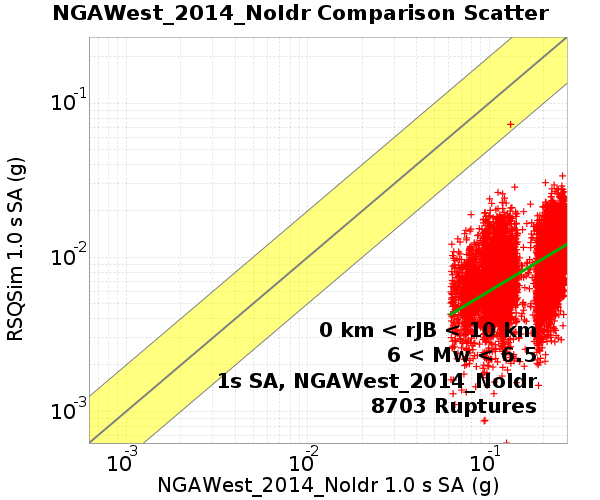 NGAWest_2014_NoIdr Comparison Scatter
RSQSim 1.0 s SA (g)
10-1
10-2
10-3
0 km < rJB < 10 km
6 < Mw < 6.5
1s SA, NGAWest_2014_NoIdr
8703 Ruptures
10-3 10-2 10-1
NGAWest_2014_NoIdr 1.0 s SA (g)